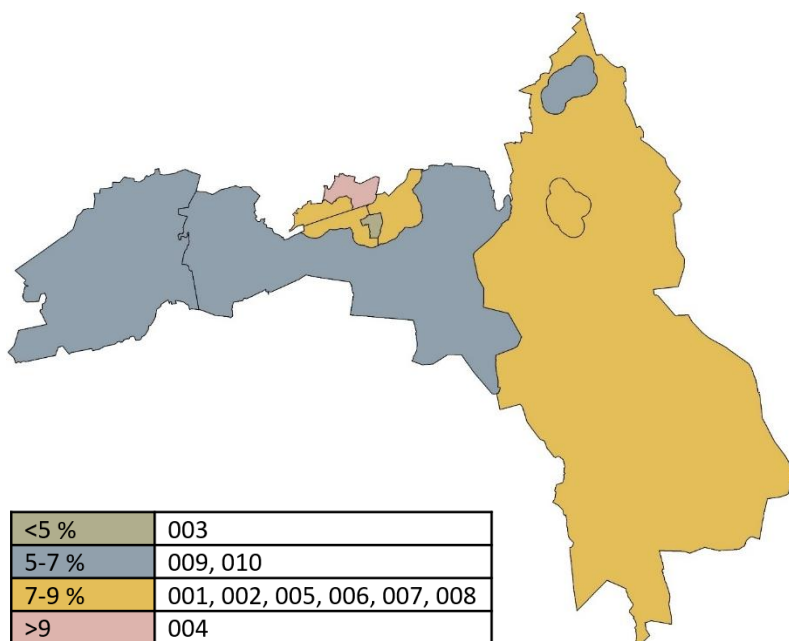 <5 % 003
5-7 % 009, 010
7-9 % 001, 002, 005, 006, 007, 008
>9 004